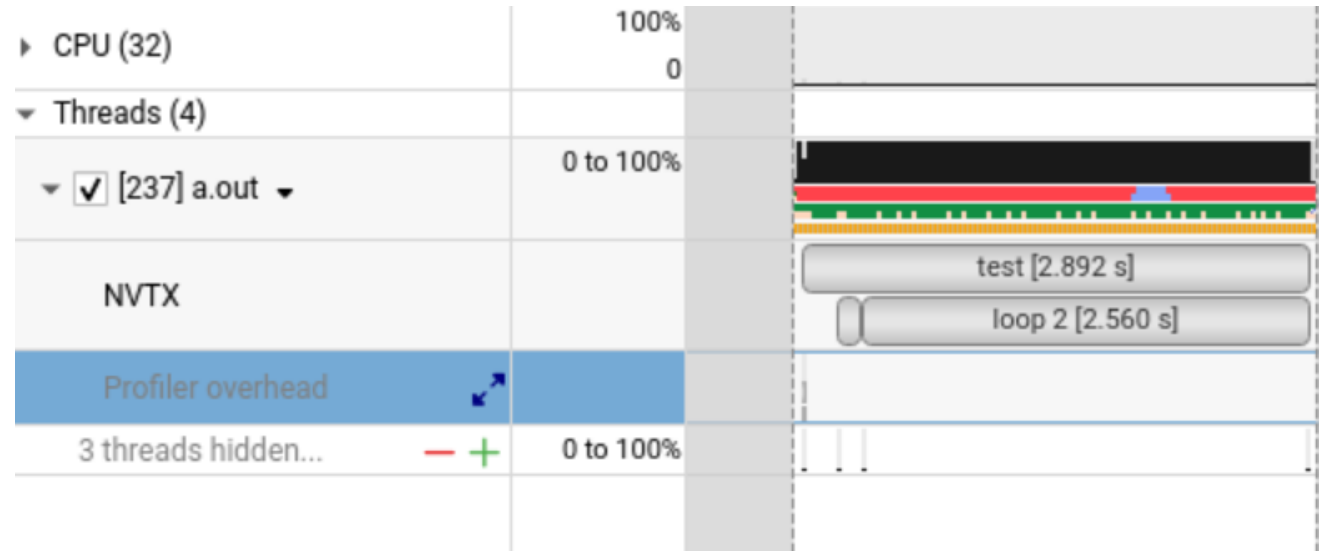 CPU (32)
100%
0
Threads (4)
[237] a.out
0 to 100%
NVTX
test [2.892 s]
loop 2 [2.560 s]
Profiler overhead
3 threads hidden...
0 to 100%